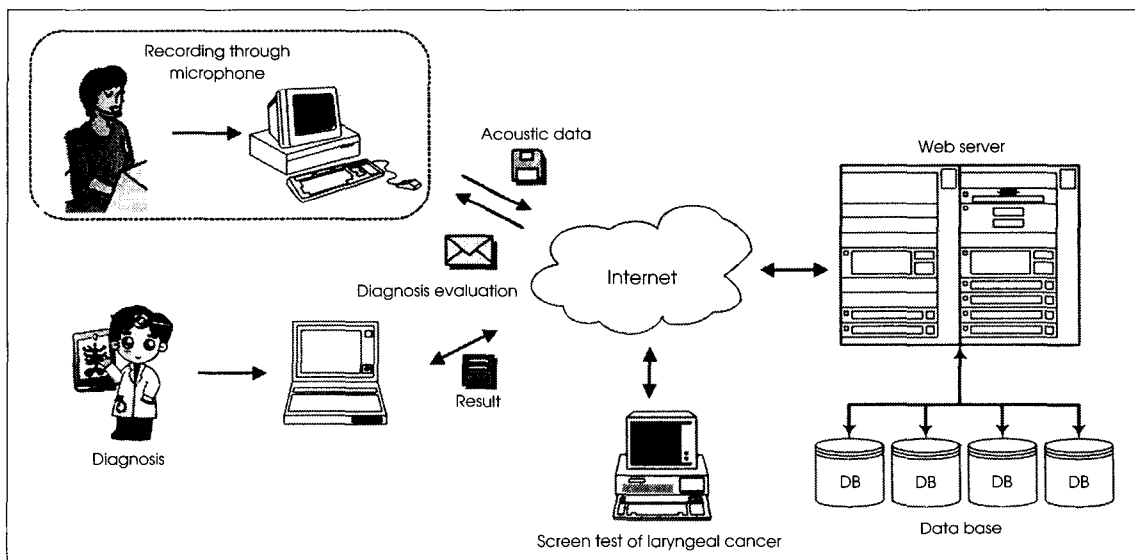 Recording through
microphone
Acoustic data
Web server
Internet
Diagnosis evaluation
Result
Diagnosis
DB
DB
DB
DB
Data base
Screen test of laryngeal cancer